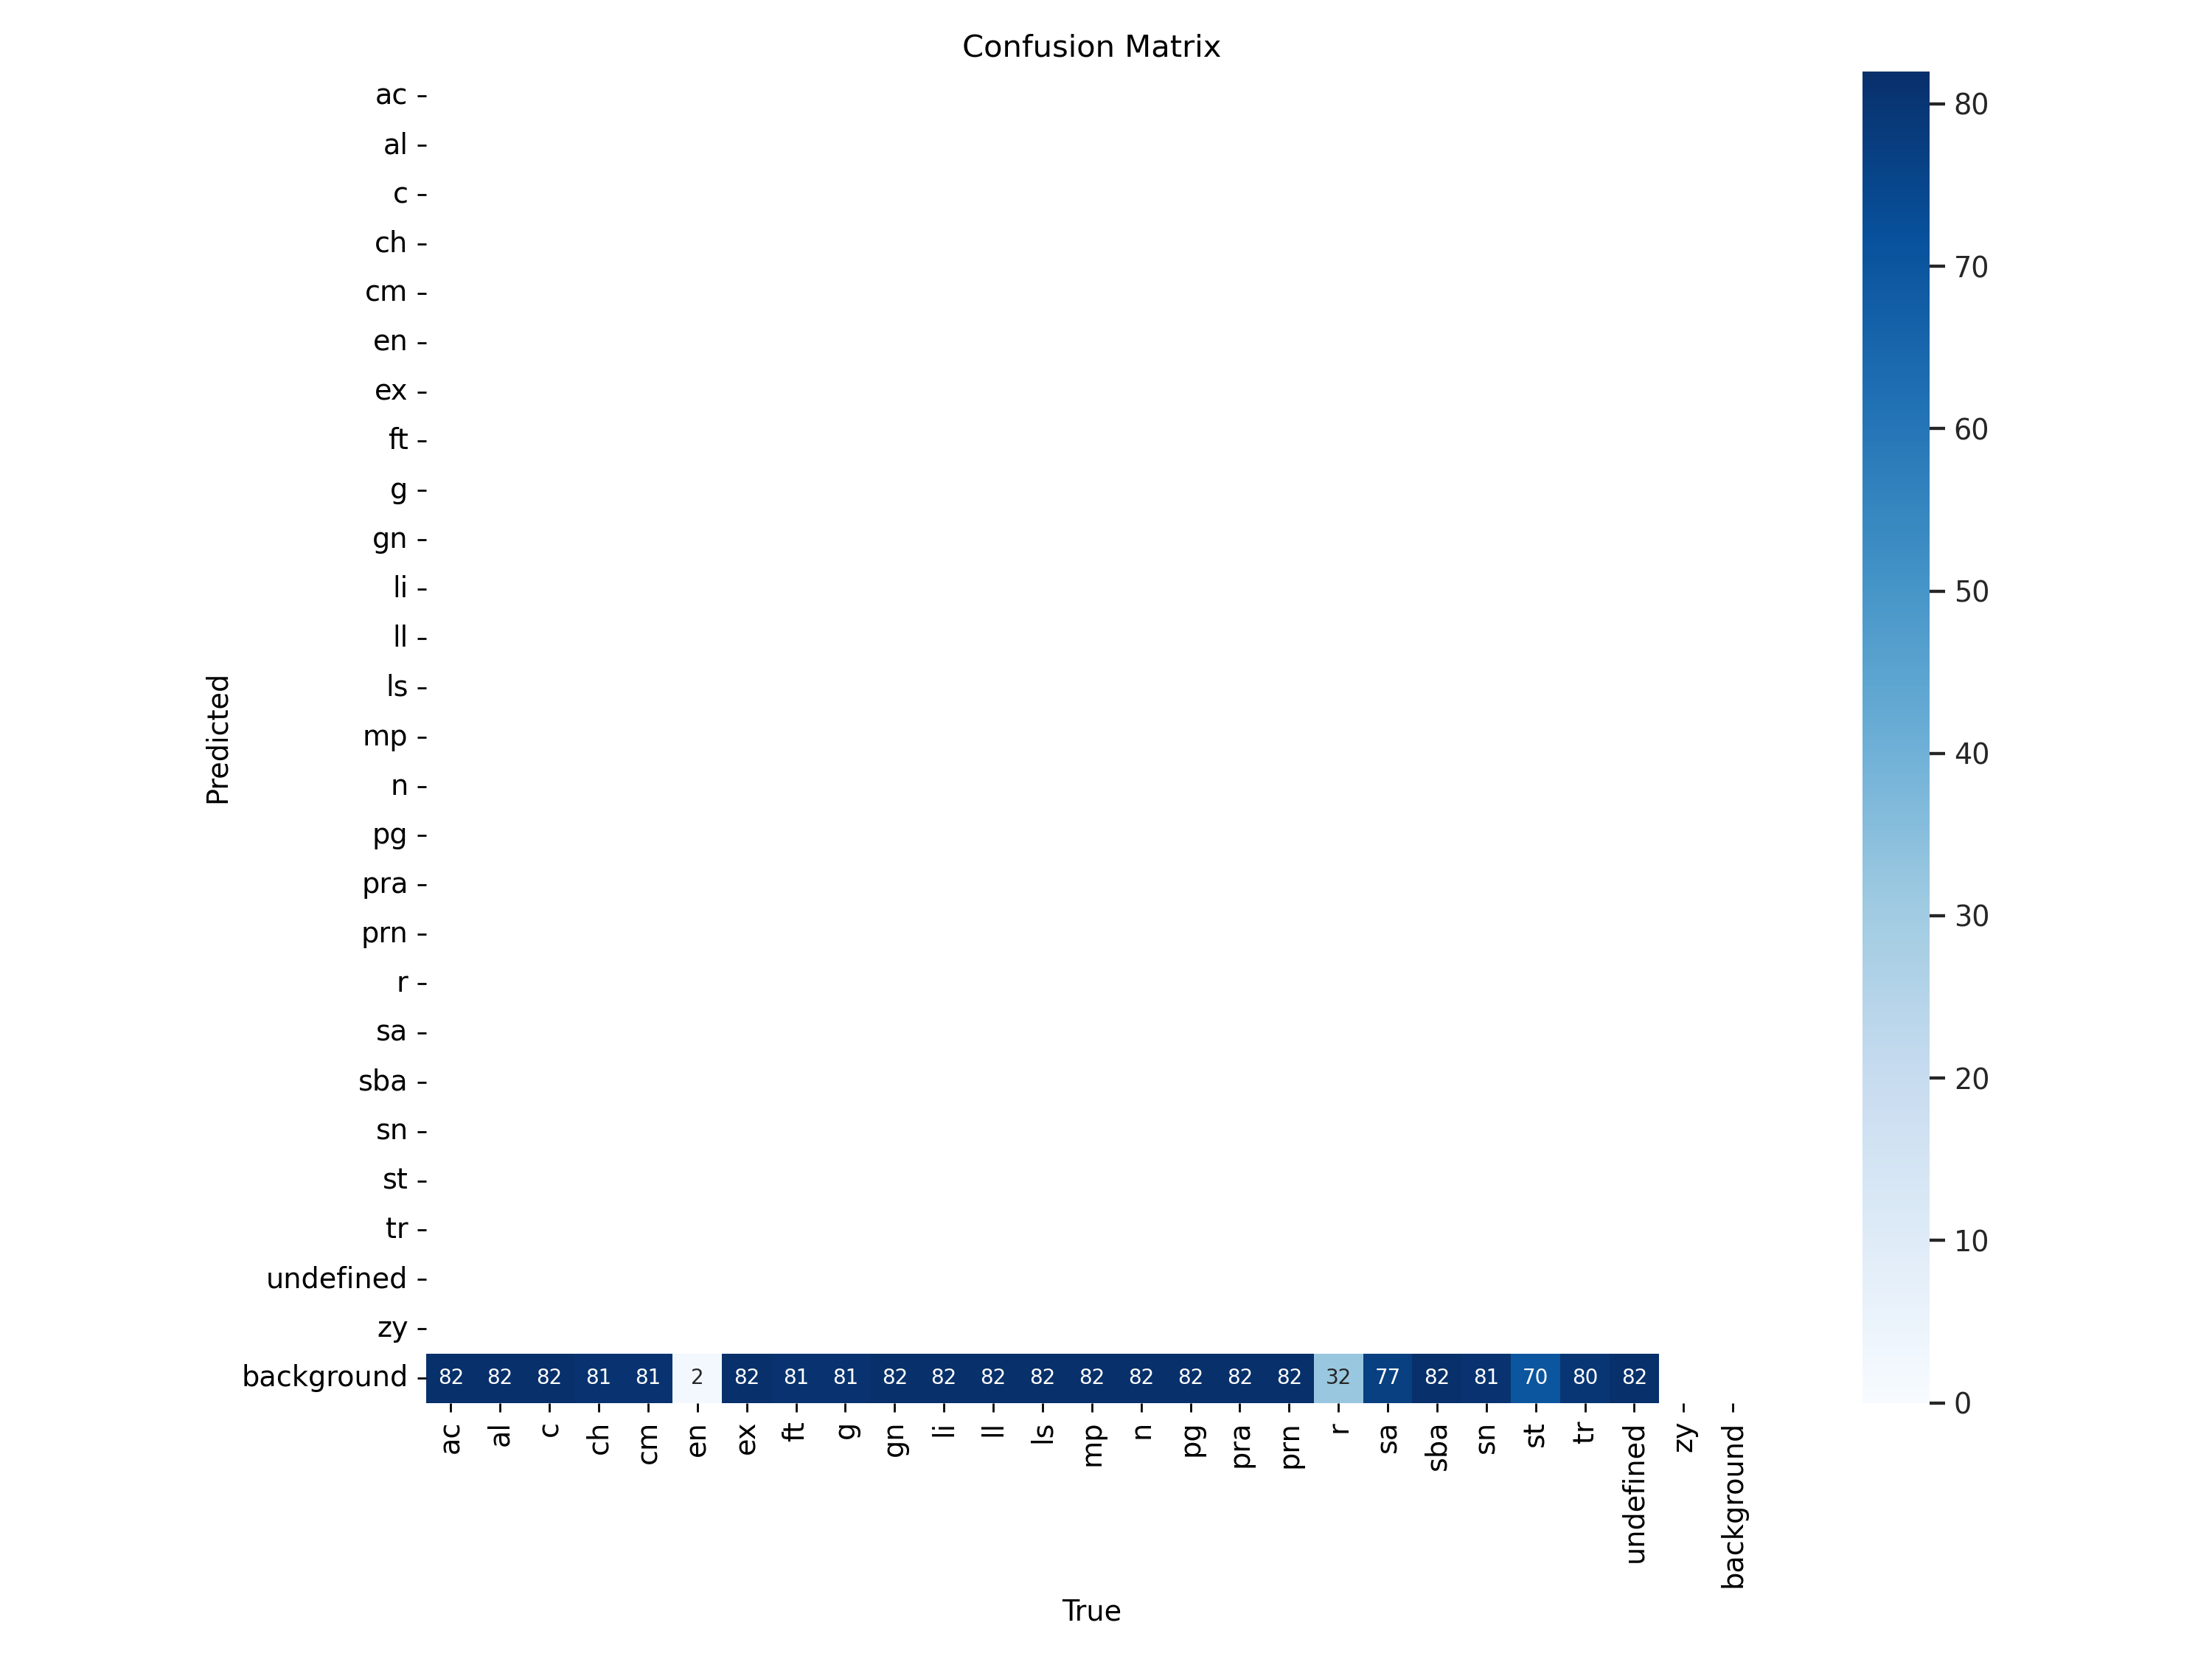 Confusion Matrix
ac
al
c
ch
cm
en
ex
ft
g
gn
li
ll
ls
mp
n
pg
pra
prn
r
sa
sba
sn
st
tr
undefined
zy
background
Predicted
82 82 82 81 81 2 82 81 81 82 82 82 82 82 82 82 82 82 32 77 82 81 70 80 82
ac al c ch cm en ex ft g gn li ll ls mp n pg pra prn r sa sba sn st tr undefined zy background
True
80
70
60
50
40
30
20
10
0